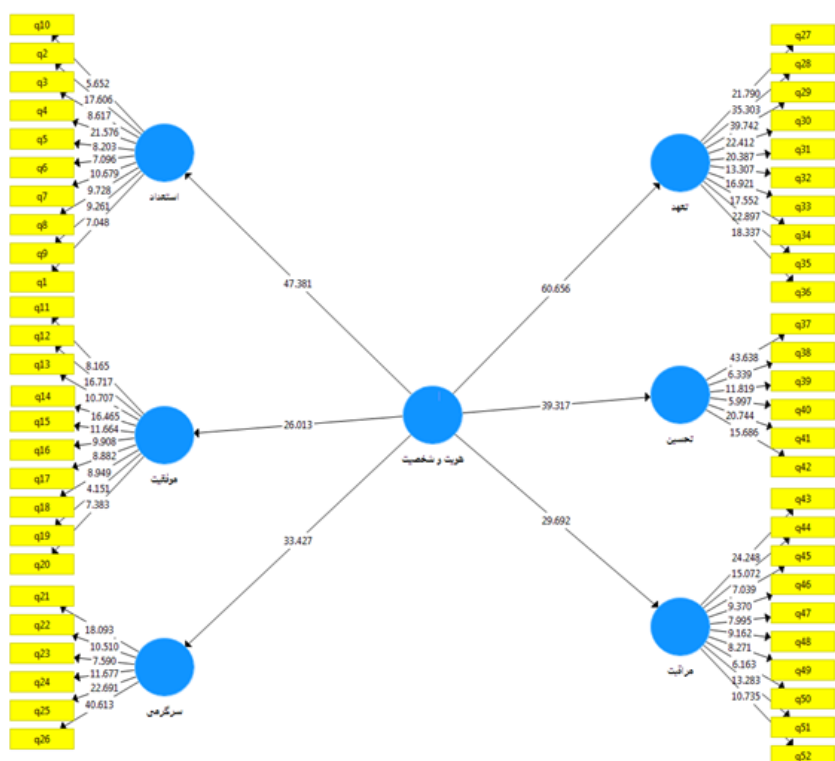 q10
q2
q3
q4
q5
q6
q7
q8
q9
q1
5.652
17.606
8.617
21.576
8.203
7.096
10.679
9.728
9.261
7.048
استعداد
q11
q12
q13
q14
q15
q16
q17
q18
q19
q20
8.165
16.717
10.707
16.465
11.664
9.908
8.882
8.949
4.151
7.383
موفقیت
q21
q22
q23
q24
q25
q26
18.093
10.510
7.590
11.677
22.691
40.613
سرگرمی
47.381
26.013
33.427
هویت و شخصیت
60.656
39.317
29.692
تعهد
21.790
35.303
39.742
22.412
20.387
13.307
16.921
17.552
22.897
18.337
q27
q28
q29
q30
q31
q32
q33
q34
q35
q36
تحسین
43.638
6.339
11.819
5.997
20.744
15.686
q37
q38
q39
q40
q41
q42
مراقبت
24.248
15.072
7.039
9.370
7.995
9.162
8.271
6.163
13.283
10.735
q43
q44
q45
q46
q47
q48
q49
q50
q51
q52